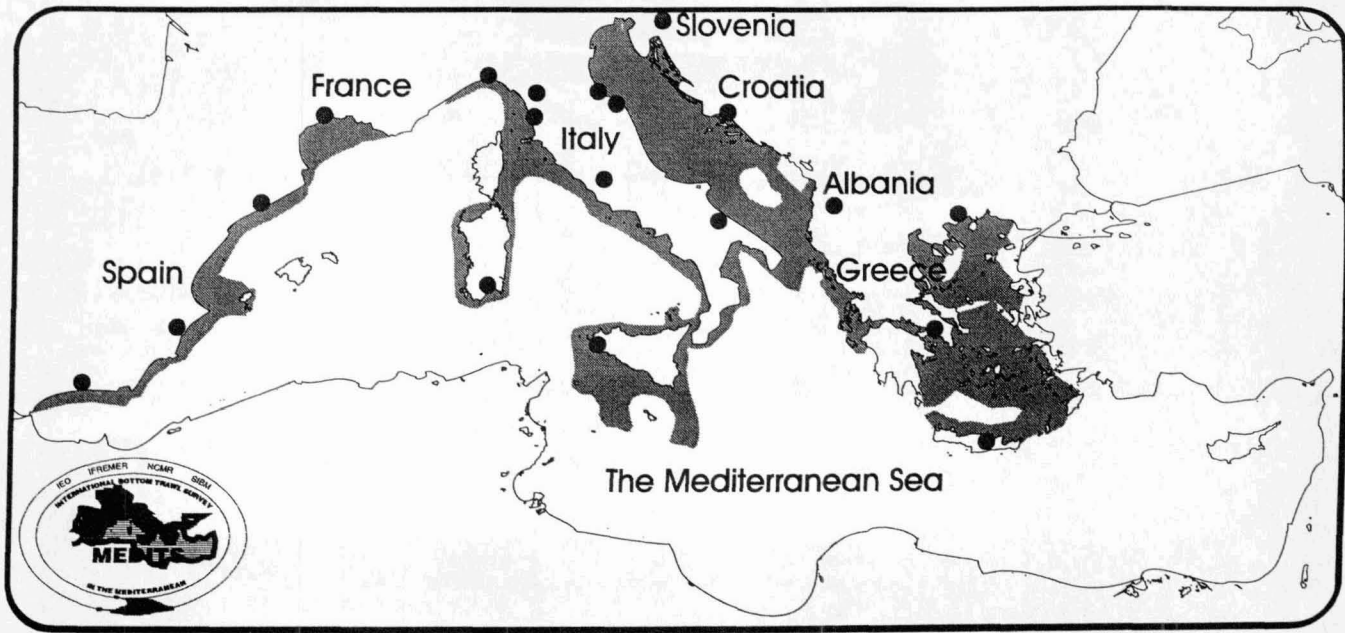 Slovenia
France
Croatia
Italy
Albania
Spain
Greece
The Mediterranean Sea
IEO IFREMER NCMR SIBM
INTERNATIONAL BOTTOM TRAWL SURVEY
MEDITS
IN THE MEDITERRANEAN